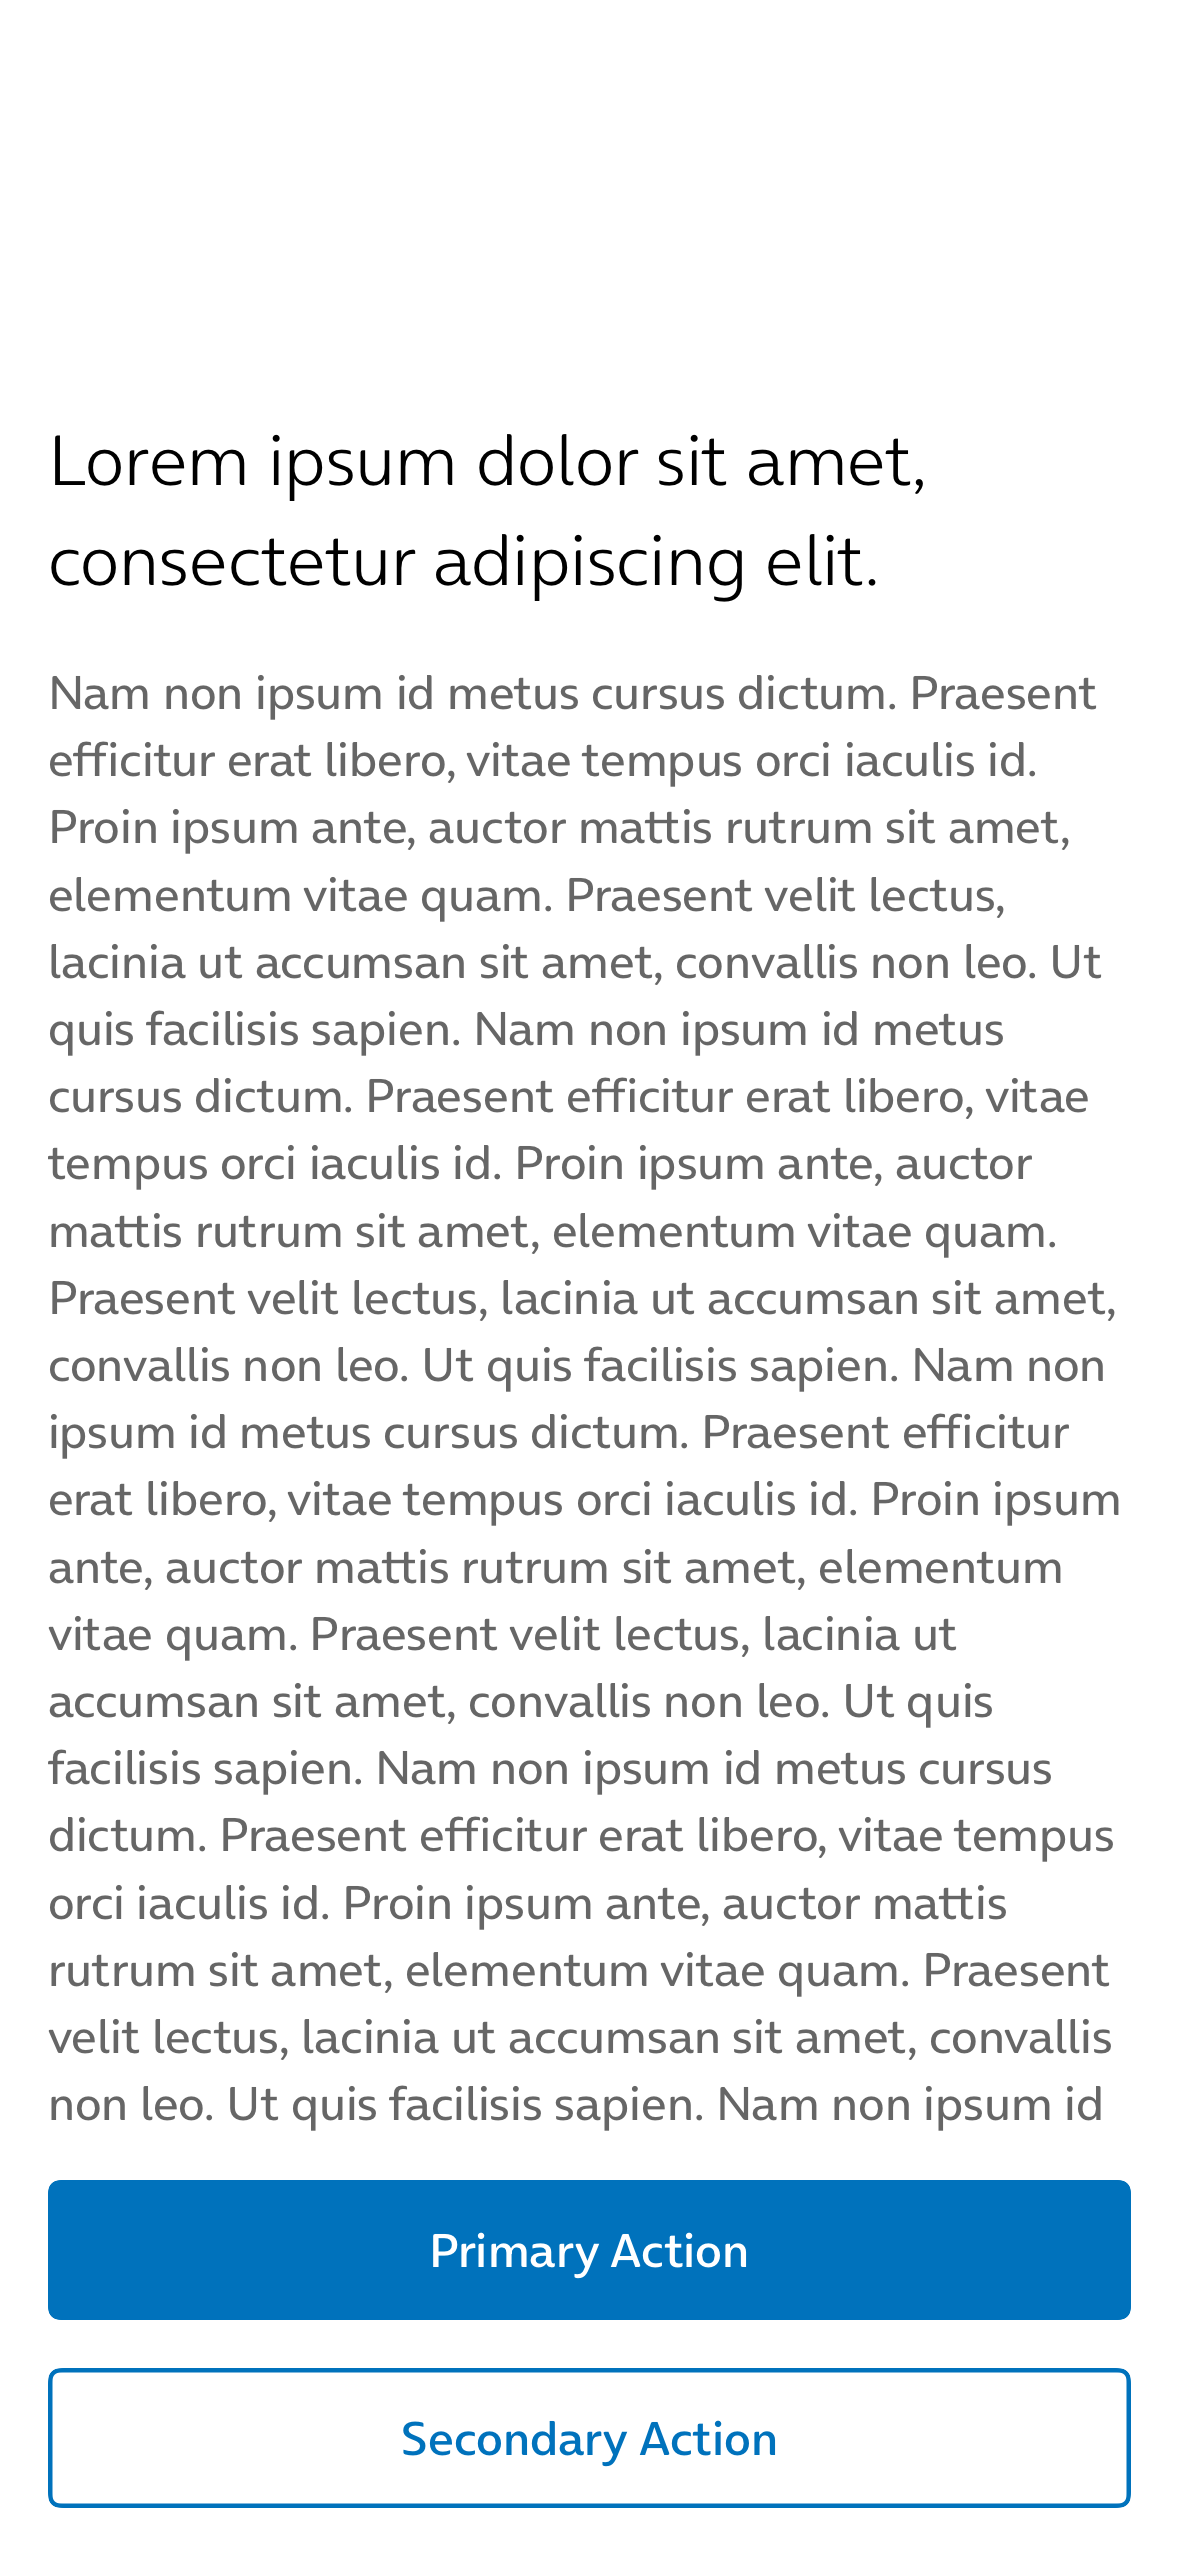 Lorem ipsum dolor sit amet,
consectetur adipiscing elit.
Nam non ipsum id metus cursus dictum. Praesent
efficitur erat libero, vitae tempus orci iaculis id.
Proin ipsum ante, auctor mattis rutrum sit amet,
elementum vitae quam. Praesent velit lectus,
lacinia ut accumsan sit amet, convallis non leo. Ut
quis facilisis sapien. Nam non ipsum id metus
cursus dictum. Praesent efficitur erat libero, vitae
tempus orci iaculis id. Proin ipsum ante, auctor
mattis rutrum sit amet, elementum vitae quam.
Praesent velit lectus, lacinia ut accumsan sit amet,
convallis non leo. Ut quis facilisis sapien. Nam non
ipsum id metus cursus dictum. Praesent efficitur
erat libero, vitae tempus orci iaculis id. Proin ipsum
ante, auctor mattis rutrum sit amet, elementum
vitae quam. Praesent velit lectus, lacinia ut
accumsan sit amet, convallis non leo. Ut quis
facilisis sapien. Nam non ipsum id metus cursus
dictum. Praesent efficitur erat libero, vitae tempus
orci iaculis id. Proin ipsum ante, auctor mattis
rutrum sit amet, elementum vitae quam. Praesent
velit lectus, lacinia ut accumsan sit amet, convallis
non leo. Ut quis facilisis sapien. Nam non ipsum id
Primary Action
Secondary Action